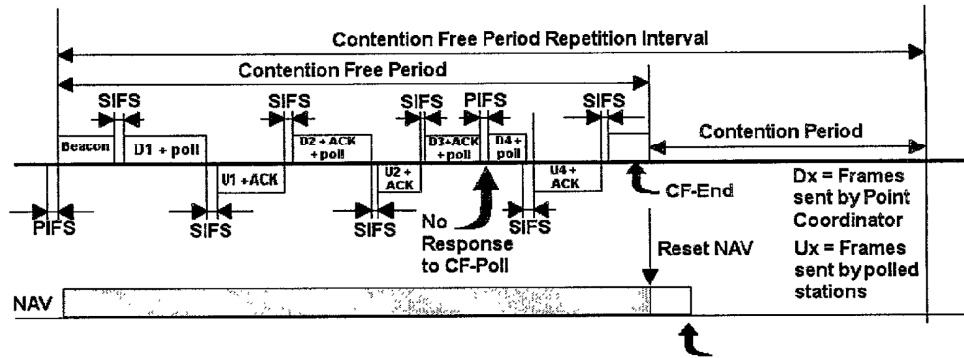 Contention Free Period Repetition Interval
Contention Free Period
SIFS
SIFS
SIFS
PIFS
SIFS
Contention Period
Beacon
D1 + poll
D2 + ACK
+ poll
D3+ACK
+ poll
D4+
poll
U1 +ACK
U2 +
ACK
U4 +
ACK
CF-End
Dx = Frames
sent by Point
Coordinator
PIFS
SIFS
SIFS
No
Response
to CF-Poll
SIFS
Reset NAV
Ux = Frames
sent by polled
stations
NAV